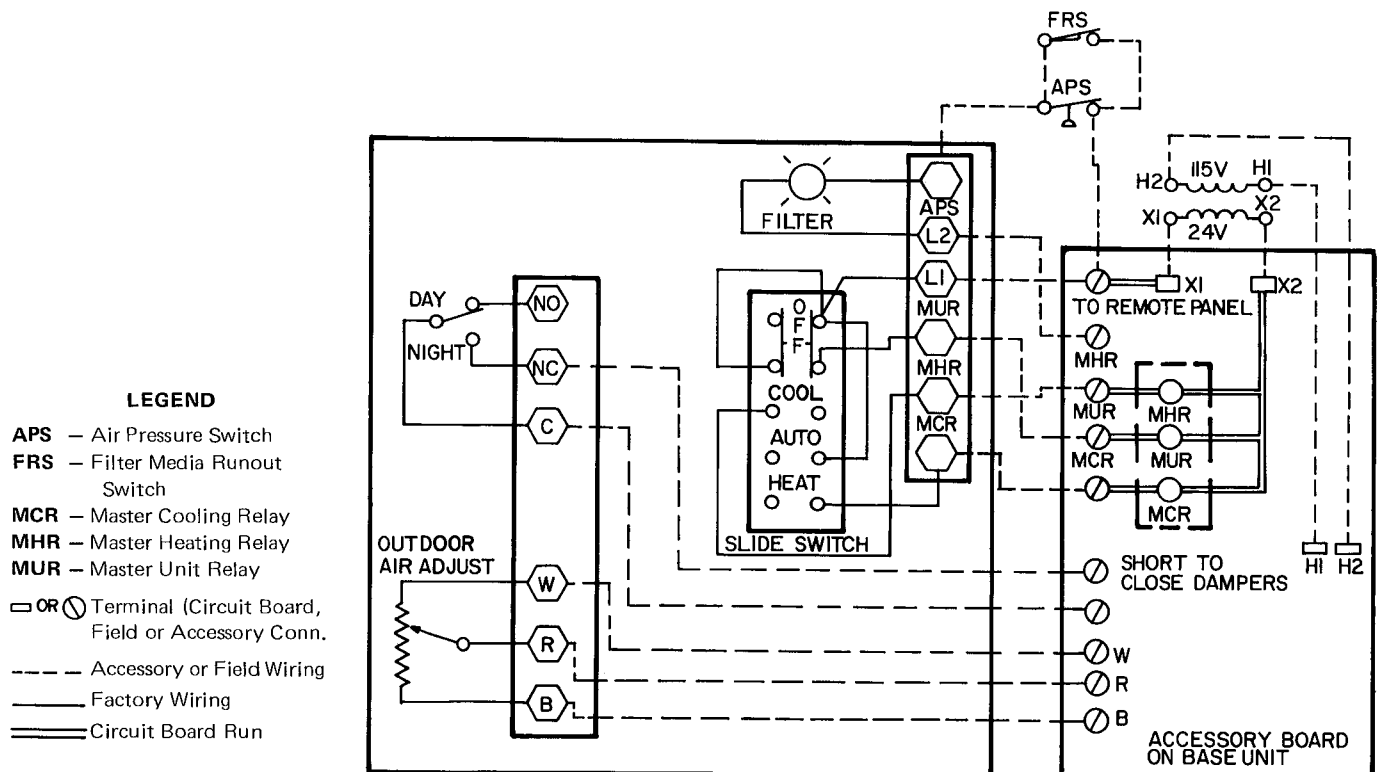 LEGEND
APS – Air Pressure Switch
FRS – Filter Media Runout
Switch
MCR – Master Cooling Relay
MHR – Master Heating Relay
MUR – Master Unit Relay
OR Terminal (Circuit Board,
Field or Accessory Conn.
Accessory or Field Wiring
Factory Wiring
Circuit Board Run
DAY
NIGHT
OUTDOOR
AIR ADJUST
NO
NC
C
W
R
B
FILTER
OFF
COOL
AUTO
HEAT
SLIDE SWITCH
APS
L2
L1
MUR
MHR
MCR
FRS
APS
H2 115V H1
X1 24V X2
X1 X2
TO REMOTE PANEL
MHR
MUR MHR
MCR MUR
MCR
H1 H2
SHORT TO
CLOSE DAMPERS
W
R
B
ACCESSORY BOARD
ON BASE UNIT